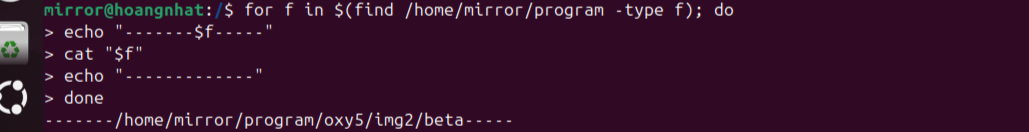 mirror@hoangnhat:/$ for f in $(find /home/mirror/program -type f); do
> echo "-------$f-----"
> cat "$f"
> echo "-------------"
> done
-------/home/mirror/program/oxy5/img2/beta-----